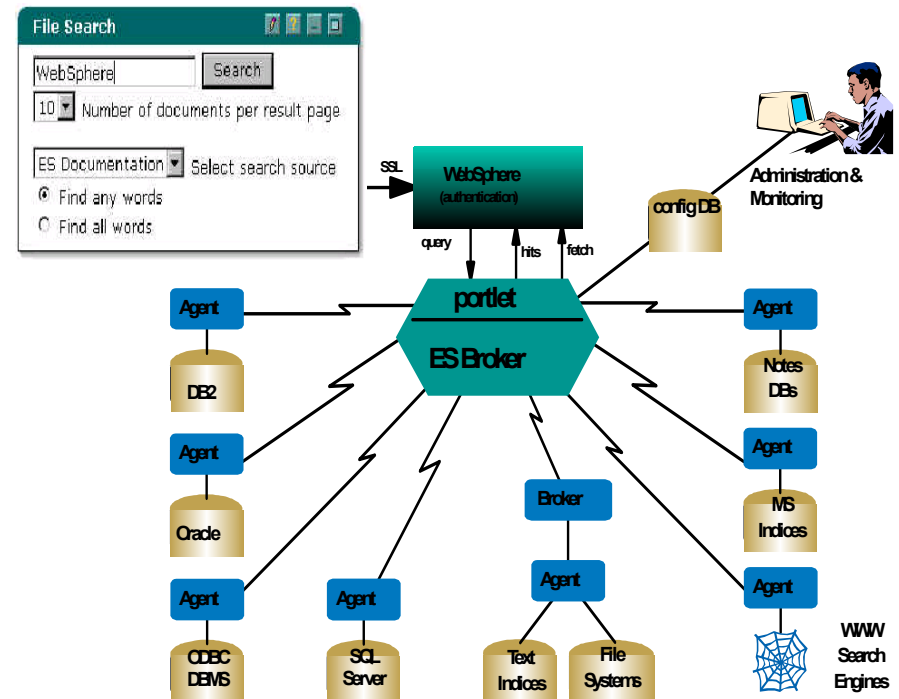 File Search
WebSphere
Search
10
Number of documents per result page
ES Documentation
Select search source
Find any words
Find all words
SSL
WebSphere
(authentication)
query
hits
fetch
config DB
Administration &
Monitoring
portlet
ES Broker
Agent
DB2
Agent
Oracle
Agent
ODBC
DBMS
Agent
SQL
Server
Broker
Agent
Text
Indices
File
Systems
Agent
Notes
DBs
Agent
MS
Indices
Agent
WWW
Search
Engines